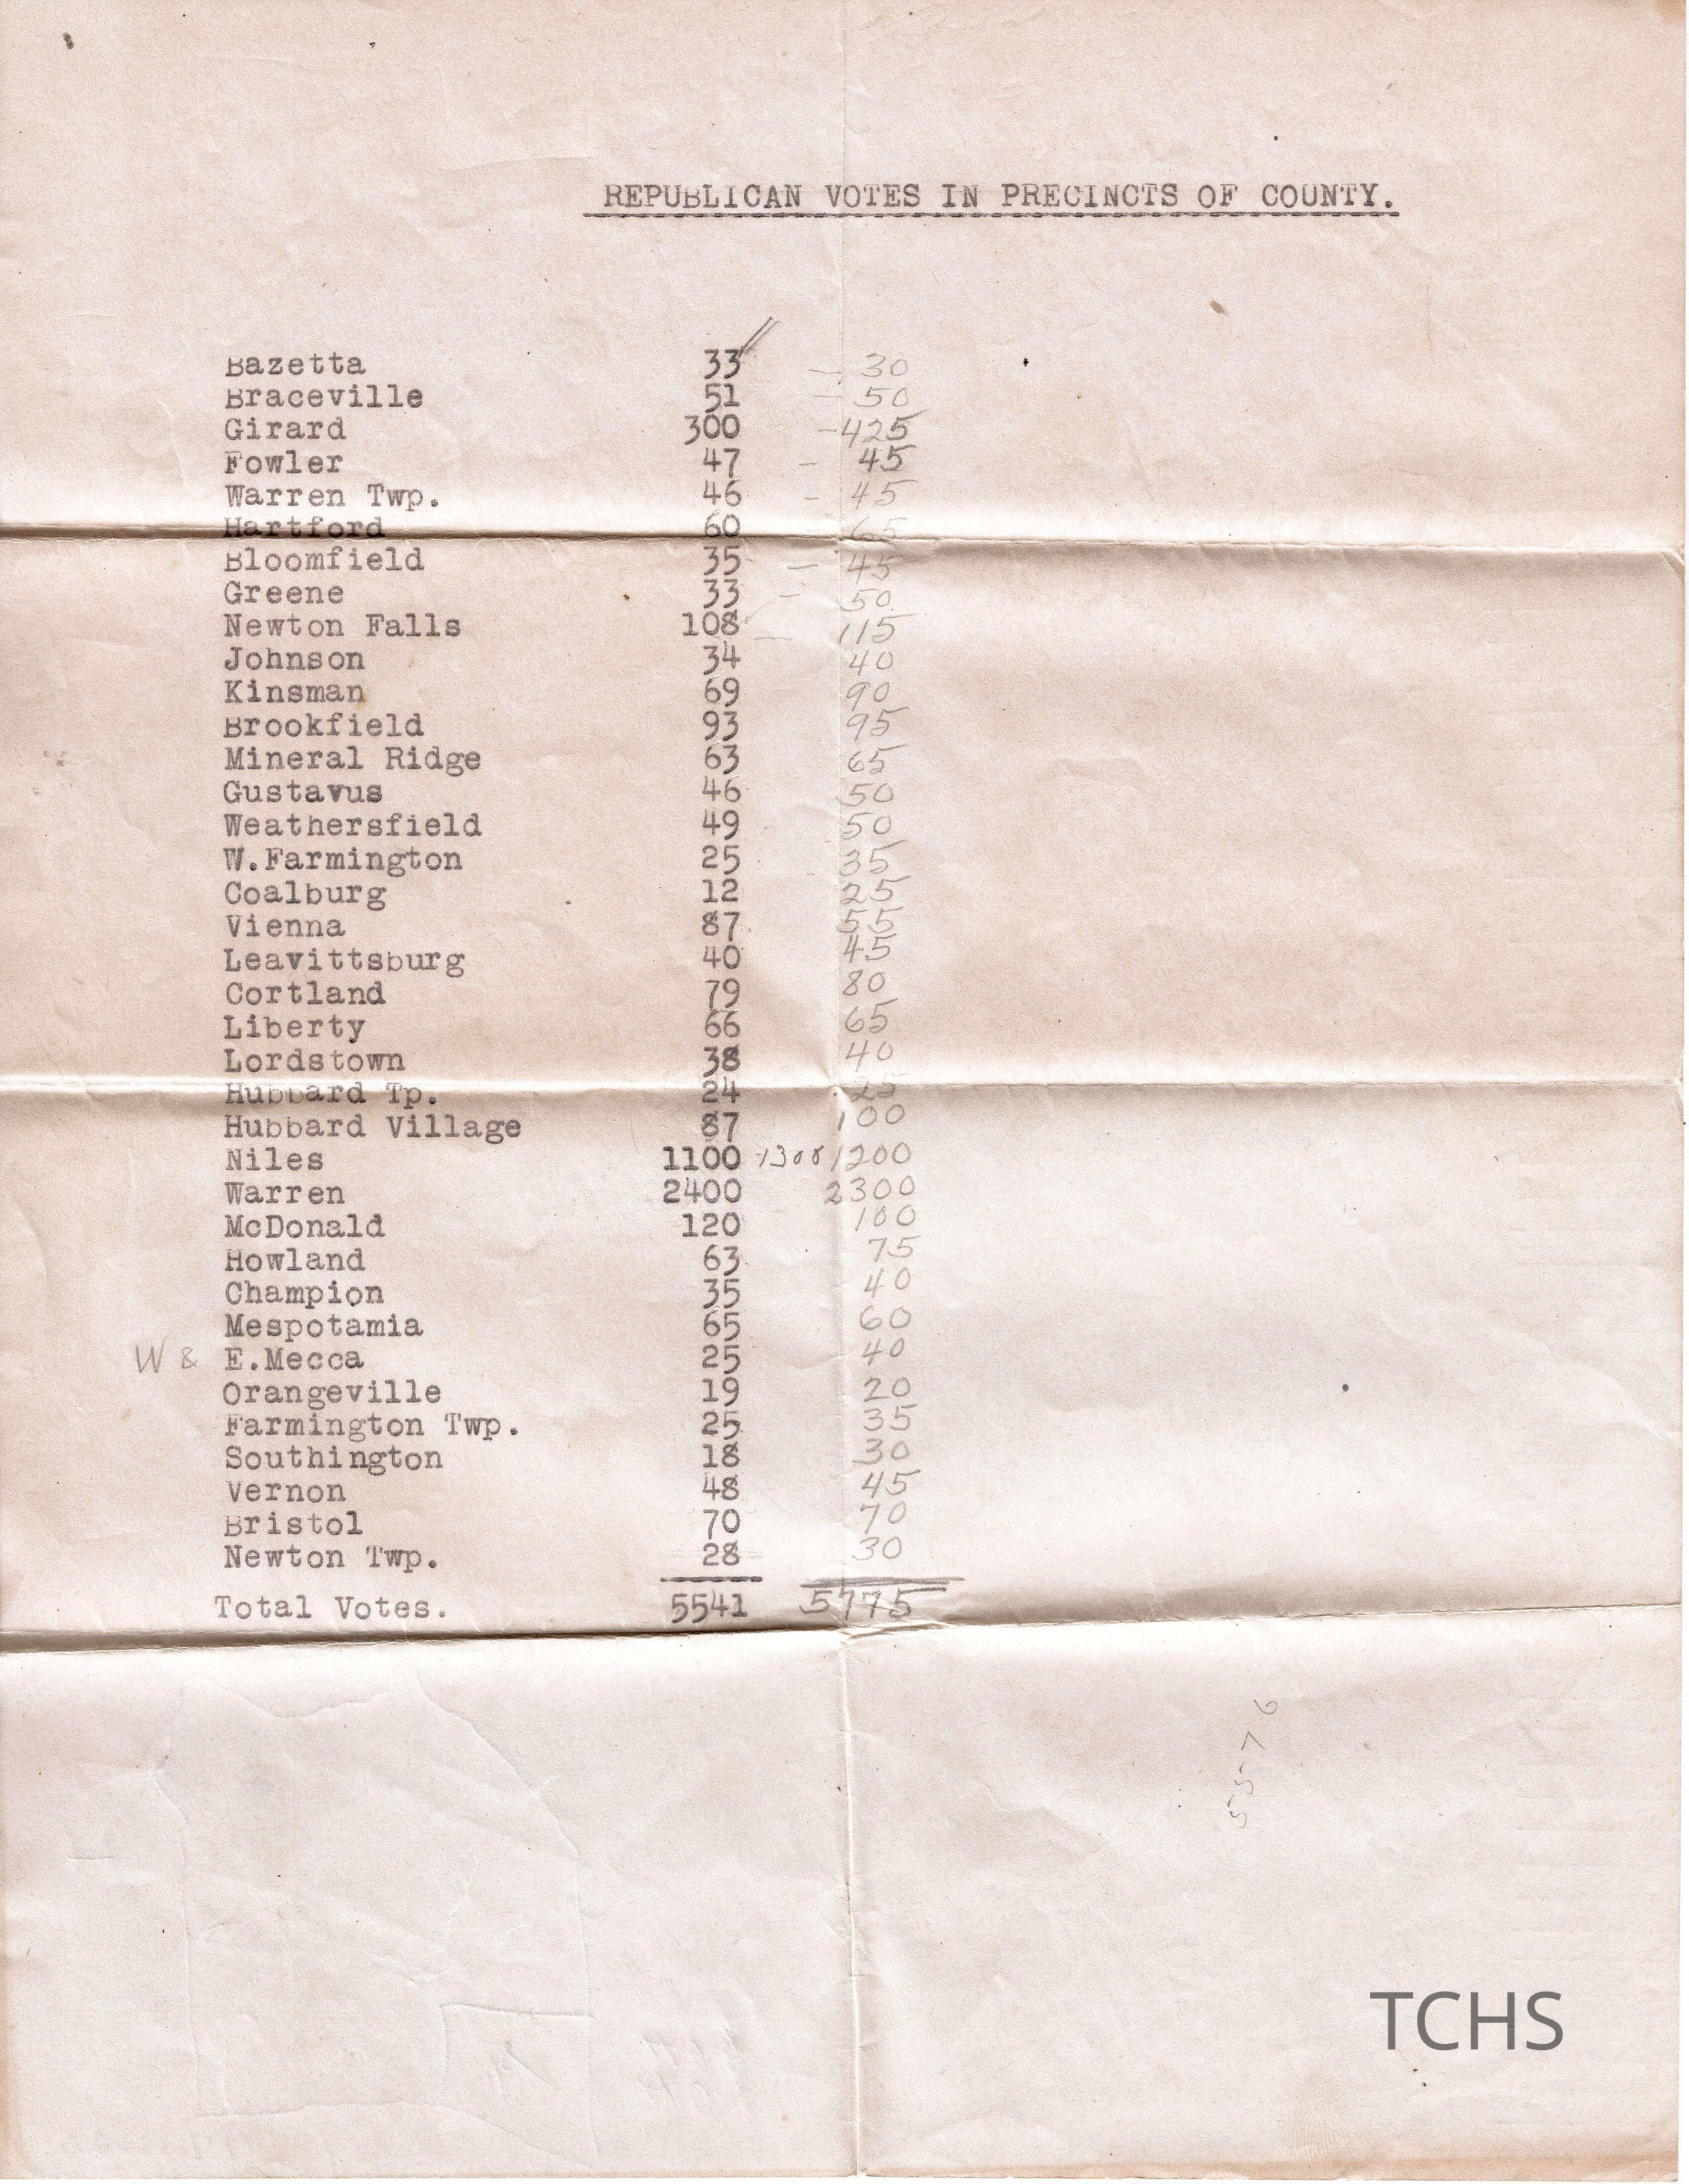 REPUBLICAN VOTES IN PRECINCTS OF COUNTY.
Bazetta 33 - 30
Braceville 51 - 50
Girard 300 - 425
Fowler 47 - 45
Warren Twp. 46 - 45
Hartford 60 65
Bloomfield 35 - 45
Greene 33 - 50
Newton Falls 108 - 115
Johnson 34 40
Kinsman 69 90
Brookfield 93 95
Mineral Ridge 63 65
Gustavus 46 50
Weathersfield 49 50
W.Farmington 25 35
Coalburg 12 25
Vienna 87 55
Leavittsburg 40 45
Cortland 79 80
Liberty 66 65
Lordstown 38 40
Hubbard Tp. 24 25
Hubbard Village 87 100
Niles 1100 1300 1200
Warren 2400 2300
McDonald 120 100
Howland 63 75
Champion 35 40
Mespotamia 65 60
W & E.Mecca 25 40
Orangeville 19 20
Farmington Twp. 25 35
Southington 18 30
Vernon 48 45
Bristol 70 70
Newton Twp. 28 30
Total Votes. 5541 5775
5576
TCHS